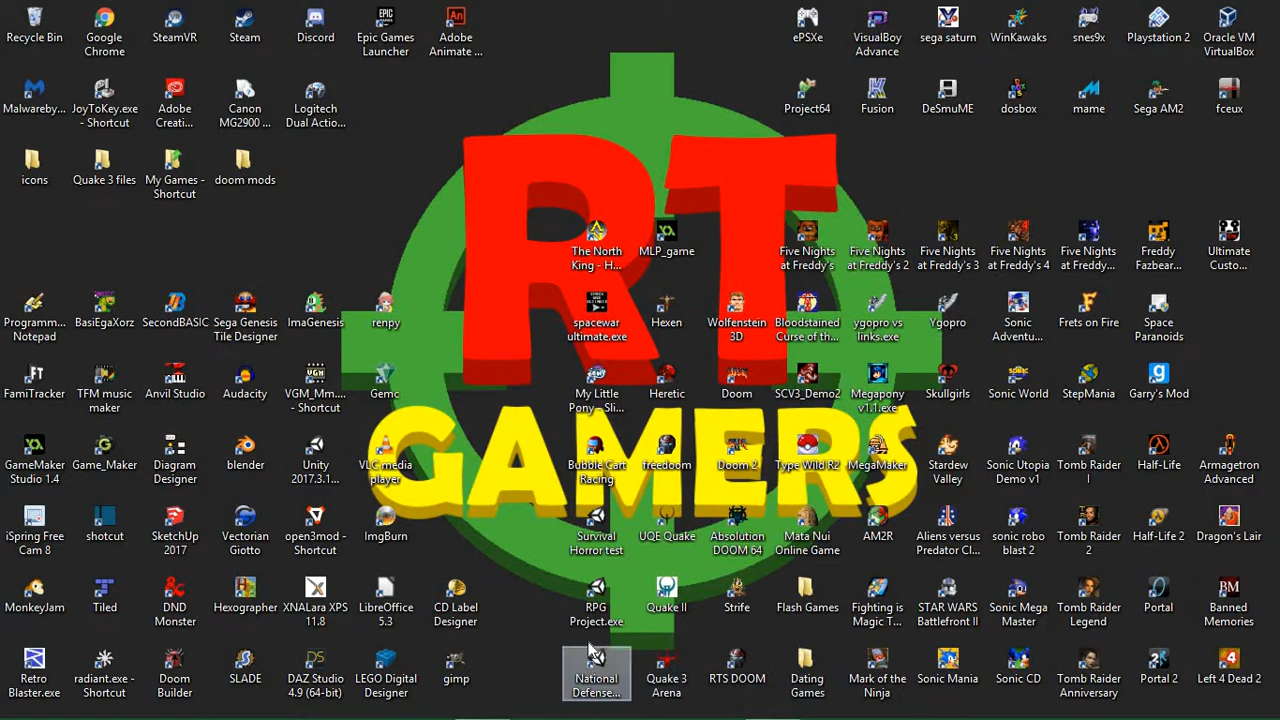 Recycle Bin
Google Chrome
SteamVR
Steam
Discord
Epic Games Launcher
Adobe Animate ...
ePSXe
VisualBoy Advance
sega saturn
WinKawaks
snes9x
Playstation 2
Oracle VM VirtualBox
Malwareby...
JoyToKey.exe - Shortcut
Adobe Creati...
Canon MG2900 ...
Logitech Dual Actio...
Project64
Fusion
DeSmuME
dosbox
mame
Sega AM2
fceux
icons
Quake 3 files
My Games - Shortcut
doom mods
RT
GAMERS
The North King - H...
MLP_game
Five Nights at Freddy's
Five Nights at Freddy's 2
Five Nights at Freddy's 3
Five Nights at Freddy's 4
Five Nights at Freddy...
Freddy Fazbear...
Ultimate Custo...
Programm... Notepad
BasiEgaXorz
SecondBASIC
Sega Genesis Tile Designer
ImaGenesis
renpy
spacewar ultimate.exe
Hexen
Wolfenstein 3D
Bloodstained Curse of th...
ygopro vs links.exe
Ygopro
Sonic Adventu...
Frets on Fire
Space Paranoids
FamiTracker
TFM music maker
Anvil Studio
Audacity
VGM_Mm... - Shortcut
Gemc
My Little Pony - Sli...
Heretic
Doom
SCV3_Demo2
Megapony v1.1.exe
Skullgirls
Sonic World
StepMania
Garry's Mod
GameMaker Studio 1.4
Game_Maker
Diagram Designer
blender
Unity 2017.3.1...
VLC media player
Bubble Cart Racing
freedoom
Doom 2
Type Wild R2
MegaMaker
Stardew Valley
Sonic Utopia Demo v1
Tomb Raider I
Half-Life
Armagetron Advanced
iSpring Free Cam 8
shotcut
SketchUp 2017
Vectorian Giotto
open3mod - Shortcut
ImgBurn
Survival Horror test
UQE Quake
Absolution DOOM 64
Mata Nui Online Game
AM2R
Aliens versus Predator Cl...
sonic robo blast 2
Tomb Raider 2
Half-Life 2
Dragon's Lair
MonkeyJam
Tiled
DND Monster
Hexographer
XNALara XPS 11.8
LibreOffice 5.3
CD Label Designer
RPG Project.exe
Quake II
Strife
Flash Games
Fighting is Magic T...
STAR WARS Battlefront II
Sonic Mega Master
Tomb Raider Legend
Portal
Banned Memories
Retro Blaster.exe
radiant.exe - Shortcut
Doom Builder
SLADE
DAZ Studio 4.9 (64-bit)
LEGO Digital Designer
gimp
National Defense...
Quake 3 Arena
RTS DOOM
Dating Games
Mark of the Ninja
Sonic Mania
Sonic CD
Tomb Raider Anniversary
Portal 2
Left 4 Dead 2